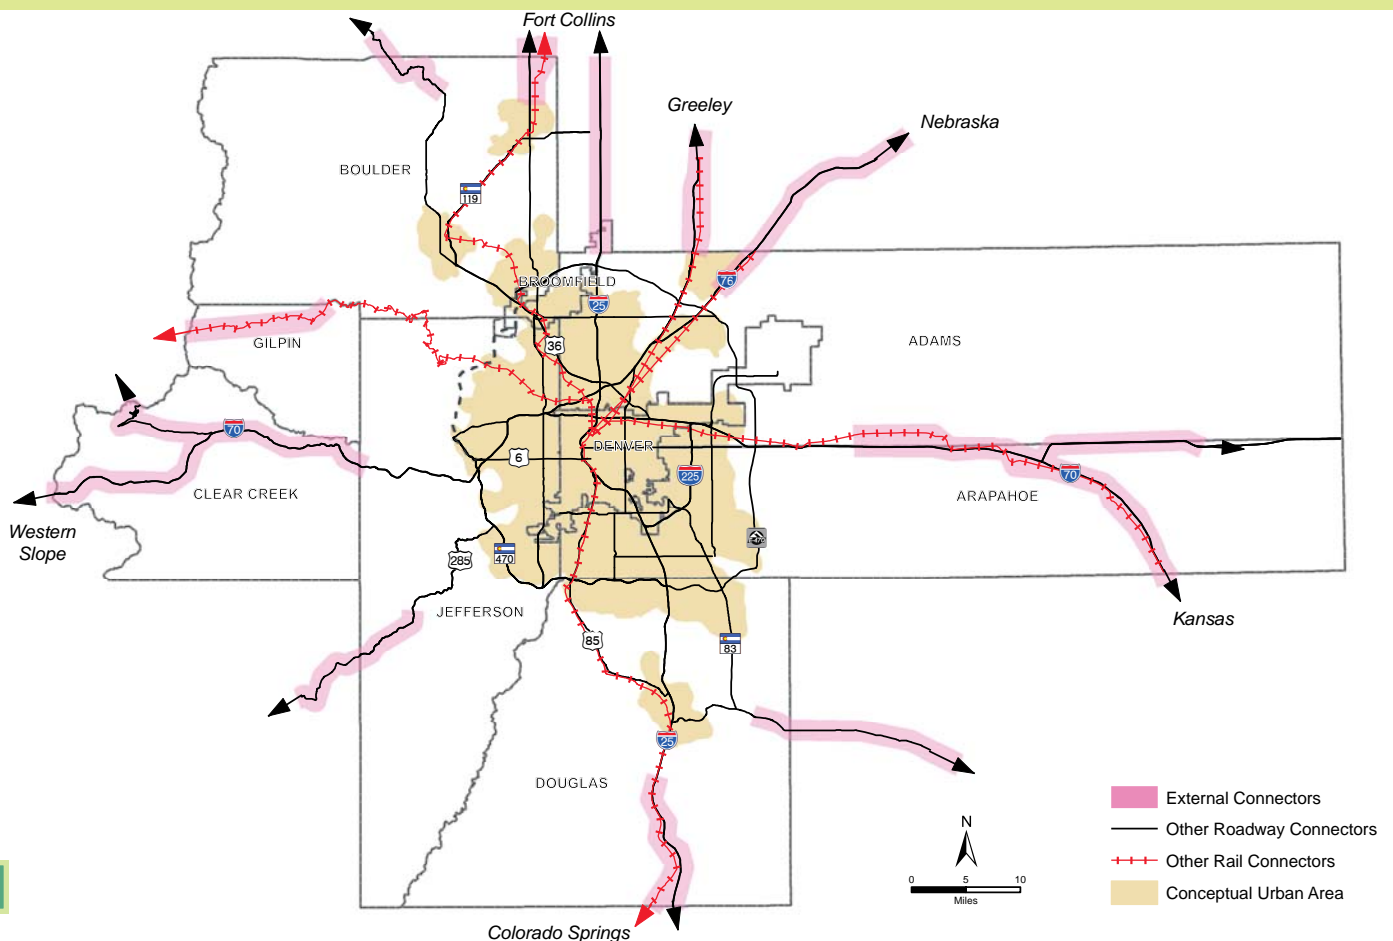 Fort Collins
Greeley
Nebraska
BOULDER
119
BROOMFIELD
76
25
GILPIN
36
ADAMS
70
DENVER
6
225
70
CLEAR CREEK
ARAPAHOE
Western
Slope
285
470
JEFFERSON
Kansas
85
83
25
DOUGLAS
External Connectors
N
Other Roadway Connectors
Other Rail Connectors
0 5 10
Miles
Conceptual Urban Area
Colorado Springs